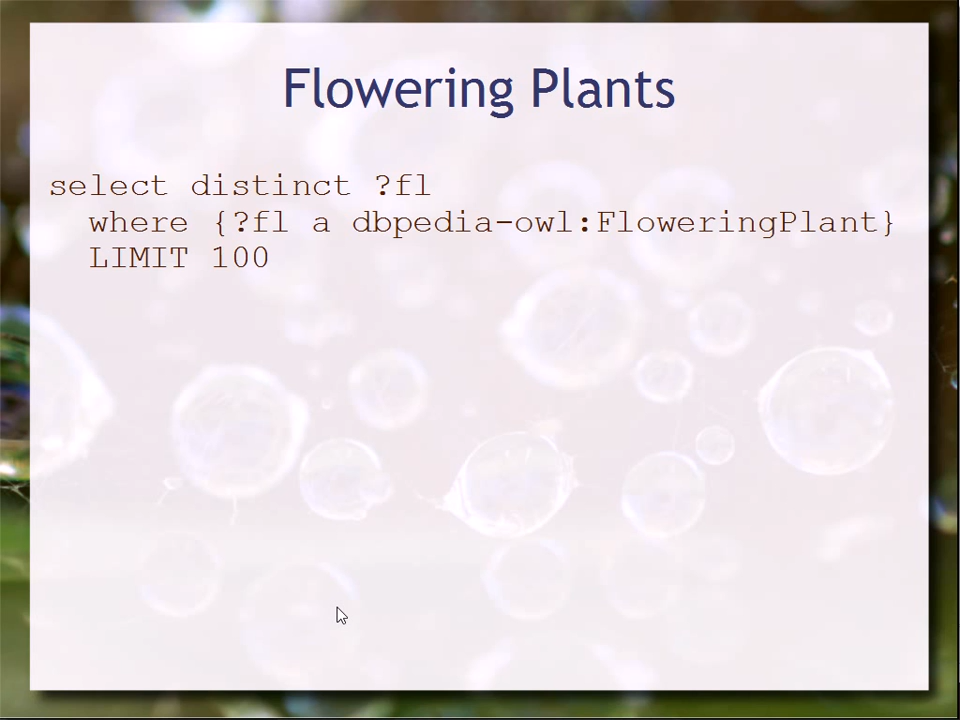 Flowering Plants
select distinct ?fl
where {?fl a dbpedia-owl:FloweringPlant}
LIMIT 100